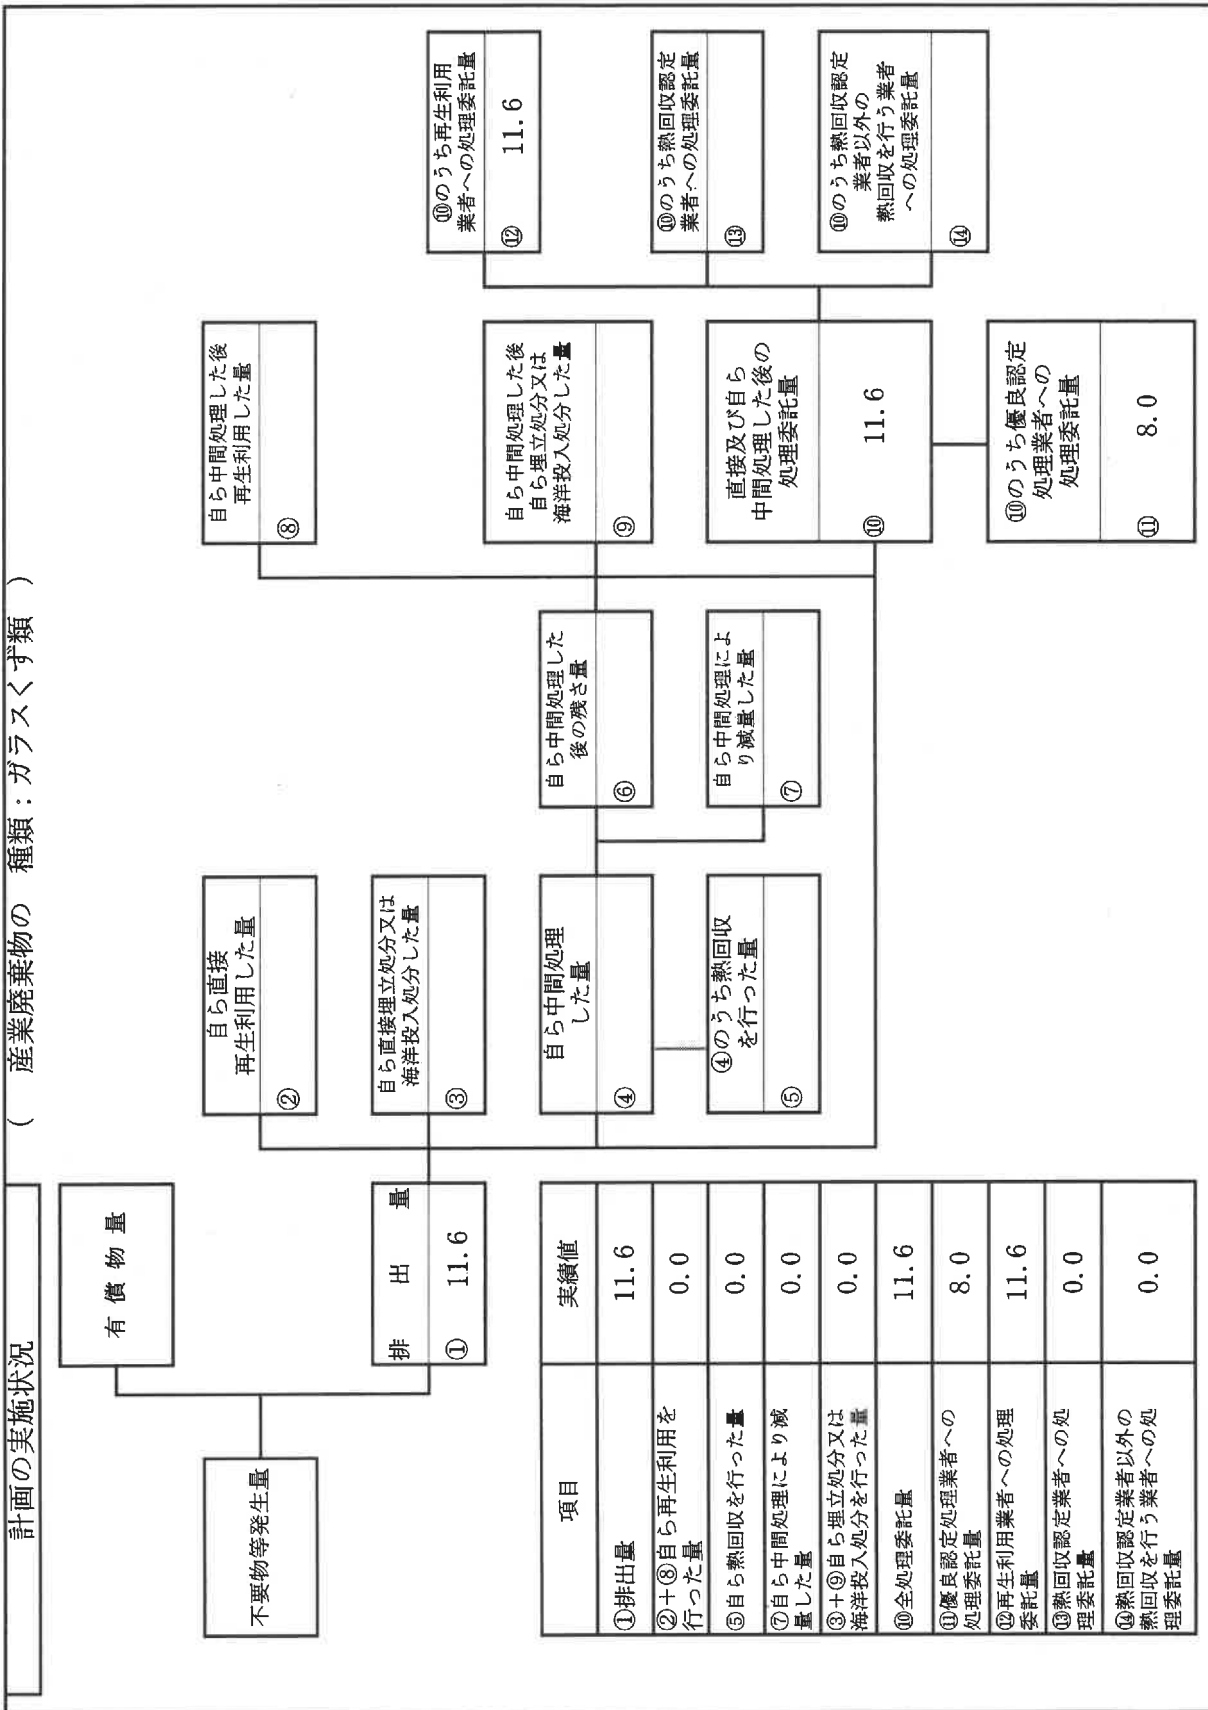 計画の実施状況
（ 産業廃棄物の 種類：ガラスくず類 ）
不要物等発生量
有償物量
排出量
① 11.6
自ら直接
再生利用した量
②
自ら直接埋立処分又は
海洋投入処分した量
③
自ら中間処理
した量
④
④のうち熱回収
を行った量
⑤
自ら中間処理した
後の残さ量
⑥
自ら中間処理によ
り減量した量
⑦
自ら中間処理した後
再生利用した量
⑧
自ら中間処理した後
自ら埋立処分又は
海洋投入処分した量
⑨
直接及び自ら
中間処理した後の
処理委託量
⑩ 11.6
⑩のうち優良認定
処理業者への
処理委託量
⑪ 8.0
⑩のうち再生利用
業者への処理委託量
⑫ 11.6
⑩のうち熱回収認定
業者への処理委託量
⑬
⑩のうち熱回収認定
業者以外の
熱回収を行う業者
への処理委託量
⑭
項目 実績値
①排出量 11.6
②＋⑧自ら再生利用を
行った量 0.0
⑤自ら熱回収を行った量 0.0
⑦自ら中間処理により減
量した量 0.0
③＋⑨自ら埋立処分又は
海洋投入処分を行った量 0.0
⑩全処理委託量 11.6
⑪優良認定処理業者への
処理委託量 8.0
⑫再生利用業者への処理
委託量 11.6
⑬熱回収認定業者への処
理委託量 0.0
⑭熱回収認定業者以外の
熱回収を行う業者への処
理委託量 0.0